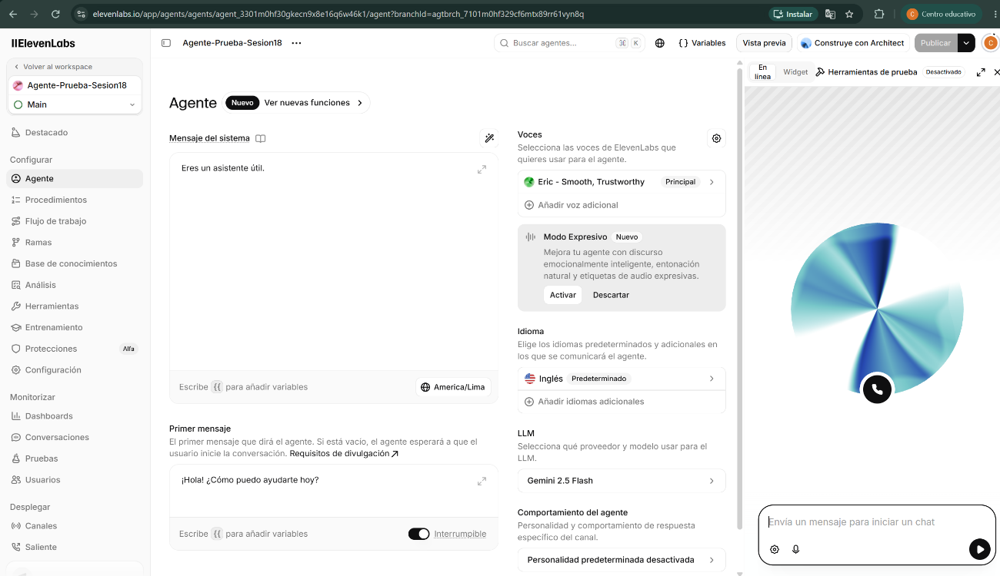 elevenlabs.io/app/agents/agents/agent_3301m0hf30gkecn9x8e16q6w46k1/agent?branchId=agtbrch_7101m0hf329cf6mtx89rr61vyn8q
Instalar
C
Centro educativo
IIElevenLabs
Volver al workspace
Agente-Prueba-Sesion18
Main
Destacado
Configurar
Agente
Procedimientos
Flujo de trabajo
Ramas
Base de conocimientos
Análisis
Herramientas
Entrenamiento
Protecciones
Alfa
Configuración
Monitorizar
Dashboards
Conversaciones
Pruebas
Usuarios
Desplegar
Canales
Saliente
Agente-Prueba-Sesion18
Buscar agentes...
⌘ K
{} Variables
Vista previa
Construye con Architect
Publicar
C
Agente
Nuevo
Ver nuevas funciones
Mensaje del sistema
Eres un asistente útil.
Escribe {{ para añadir variables
America/Lima
Primer mensaje
El primer mensaje que dirá el agente. Si está vacío, el agente esperará a que el
usuario inicie la conversación. Requisitos de divulgación
¡Hola! ¿Cómo puedo ayudarte hoy?
Escribe {{ para añadir variables
Interrumpible
Voces
Selecciona las voces de ElevenLabs que
quieres usar para el agente.
Eric - Smooth, Trustworthy
Principal
Añadir voz adicional
Modo Expresivo
Nuevo
Mejora tu agente con discurso
emocionalmente inteligente, entonación
natural y etiquetas de audio expresivas.
Activar
Descartar
Idioma
Elige los idiomas predeterminados y adicionales en
los que se comunicará el agente.
Inglés
Predeterminado
Añadir idiomas adicionales
LLM
Selecciona qué proveedor y modelo usar para el
LLM.
Gemini 2.5 Flash
Comportamiento del agente
Personalidad y comportamiento de respuesta
específico del canal.
Personalidad predeterminada desactivada
En
línea
Widget
Herramientas de prueba
Desactivado
Envía un mensaje para iniciar un chat